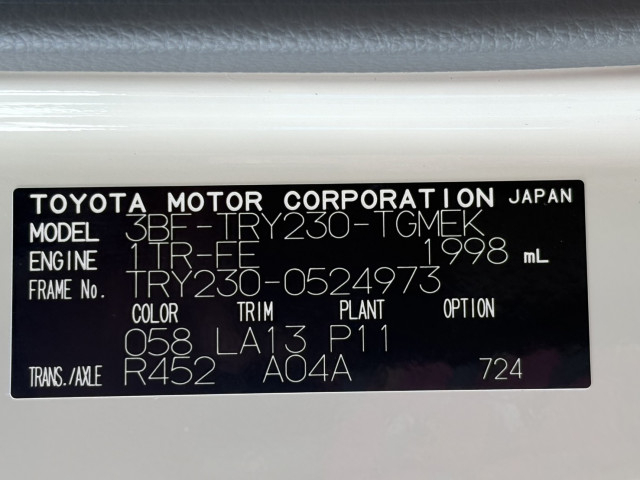 TOYOTA MOTOR CORPORATION JAPAN
MODEL 3BF-TRY230-TGMEK
ENGINE 1TR-FE 1998 mL
FRAME No. TRY230-0524973
COLOR TRIM PLANT OPTION
058 LA13 P11
TRANS./AXLE R452 A04A 724